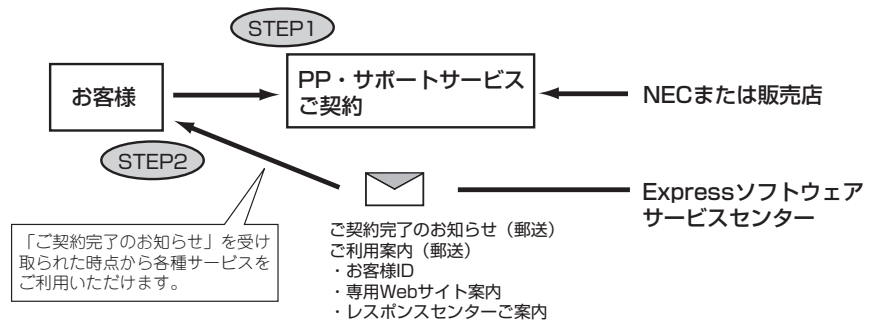 STEP1
お客様
PP・サポートサービス
ご契約
NECまたは販売店
STEP2
Expressソフトウェア
サービスセンター
「ご契約完了のお知らせ」を受け
取られた時点から各種サービスを
ご利用いただけます。
ご契約完了のお知らせ（郵送）
ご利用案内（郵送）
・お客様ID
・専用Webサイト案内
・レスポンスセンターご案内